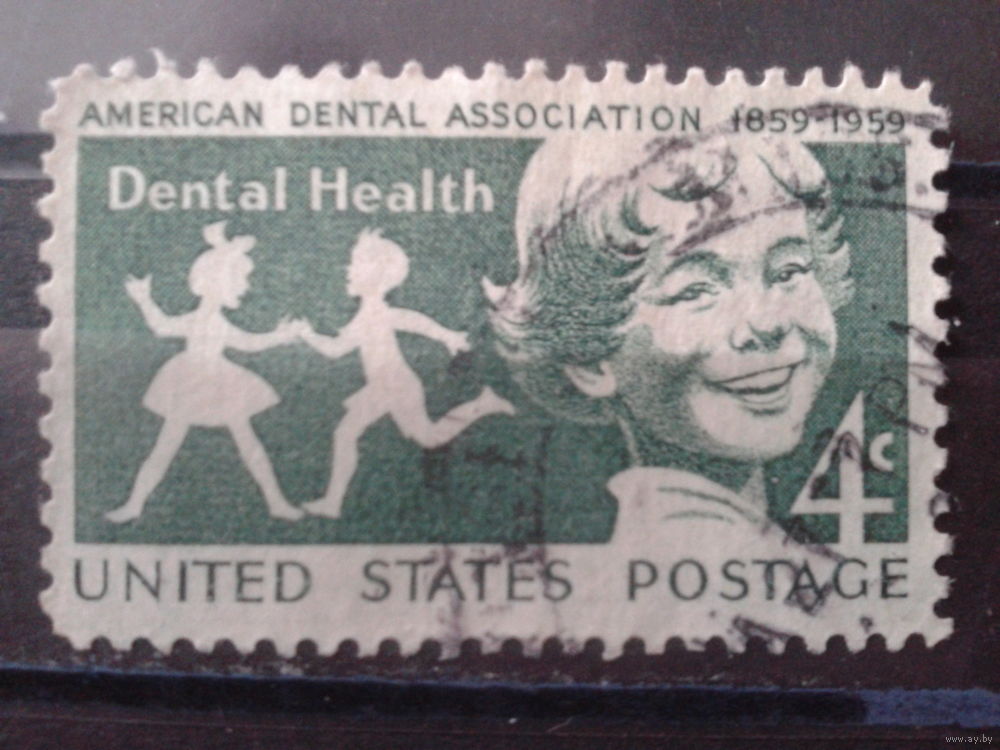 AMERICAN DENTAL ASSOCIATION 1859-1959
Dental Health
4c
UNITED STATES POSTAGE
www.ay.by